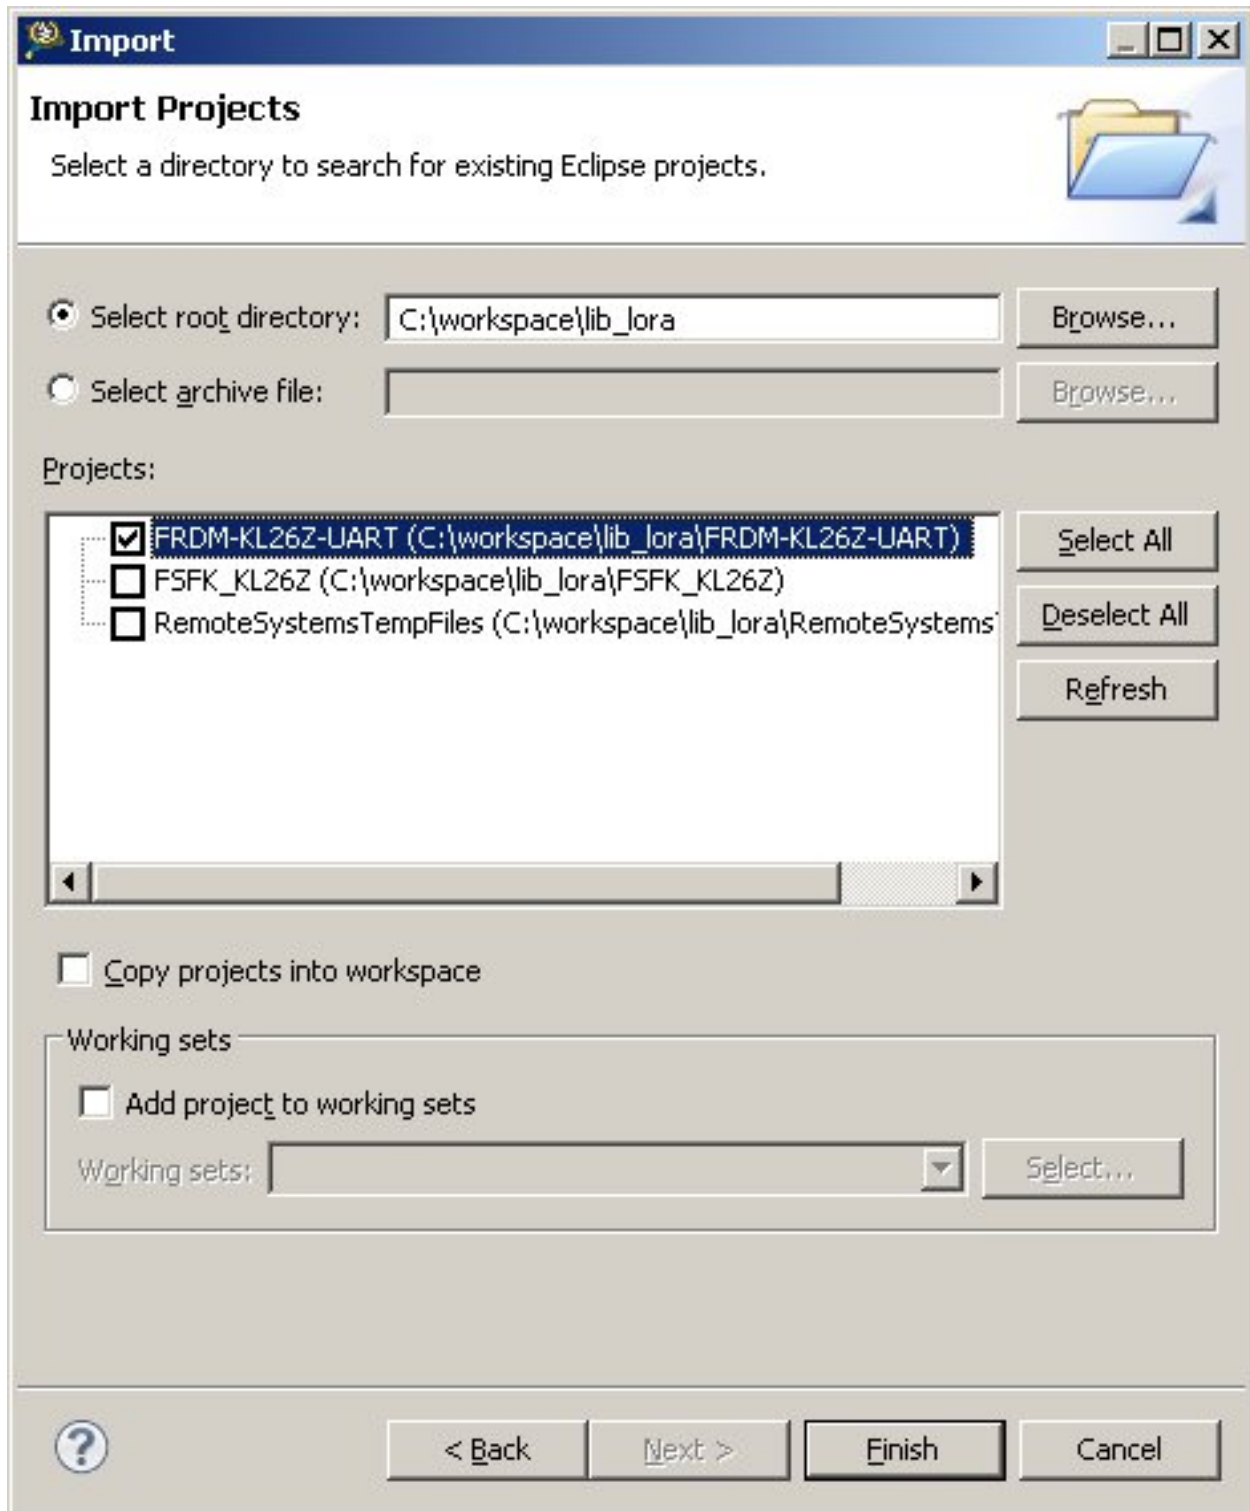 Import
Import Projects
Select a directory to search for existing Eclipse projects.
Select root directory: C:\workspace\lib_lora Browse...
Select archive file: Browse...
Projects:
FRDM-KL26Z-UART (C:\workspace\lib_lora\FRDM-KL26Z-UART)
Select All
FSFK_KL26Z (C:\workspace\lib_lora\FSFK_KL26Z)
RemoteSystemsTempFiles (C:\workspace\lib_lora\RemoteSystems
Deselect All
Refresh
Copy projects into workspace
Working sets
Add project to working sets
Working sets: Select...
? < Back Next > Finish Cancel